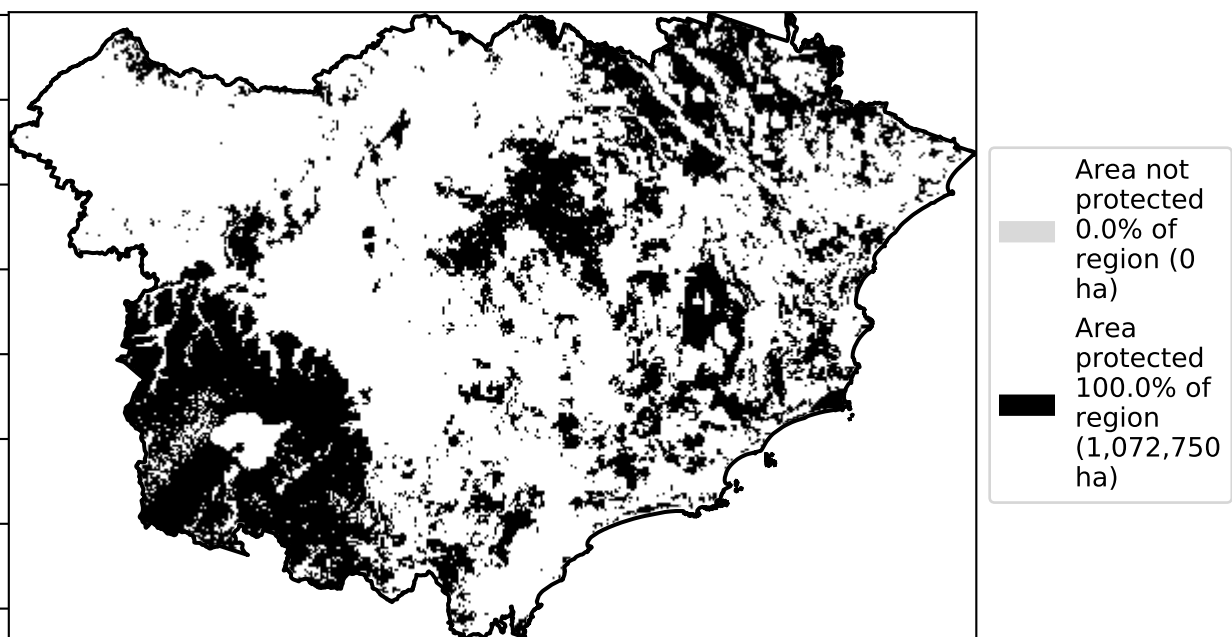 Area not
protected
0.0% of
region (0
ha)
Area
protected
100.0% of
region
(1,072,750
ha)